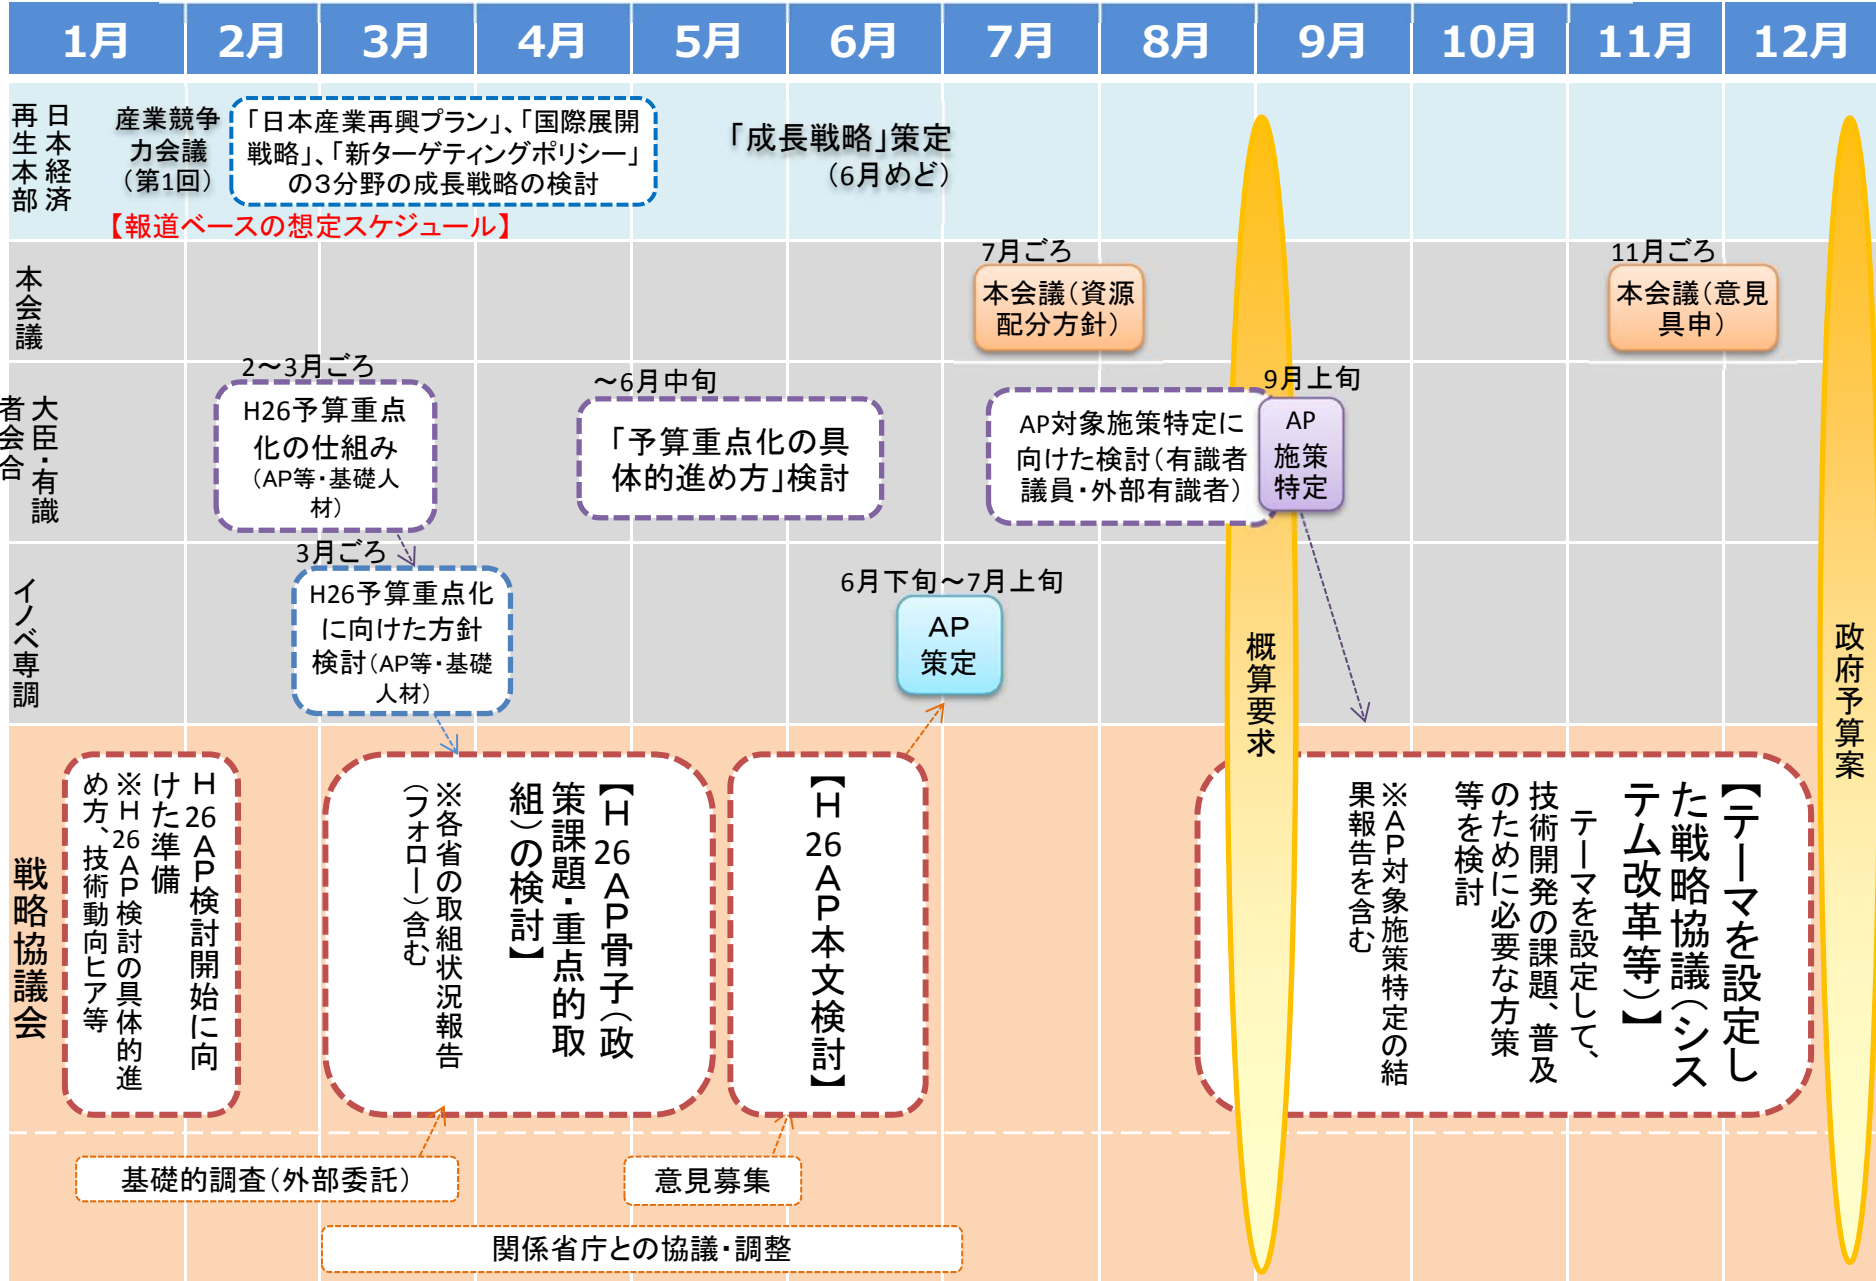 1月 2月 3月 4月 5月 6月 7月 8月 9月 10月 11月 12月
日本経済
再生本部
産業競争
力会議
（第1回）
「日本産業再興プラン」、「国際展開
戦略」、「新ターゲティングポリシー」
の３分野の成長戦略の検討
「成長戦略」策定
（6月めど）
【報道ベースの想定スケジュール】
本会議
7月ごろ
本会議（資源
配分方針）
11月ごろ
本会議（意見
具申）
大臣・有識
者会合
2～3月ごろ
H26予算重点
化の仕組み
（AP等・基礎人
材）
～6月中旬
「予算重点化の具
体的進め方」検討
AP対象施策特定に
向けた検討（有識者
議員・外部有識者）
9月上旬
AP
施策
特定
イノベ専調
3月ごろ
H26予算重点化
に向けた方針
検討（AP等・基礎
人材）
6月下旬～7月上旬
ＡＰ
策定
概算要求
政府予算案
戦略協議会
Ｈ26ＡＰ検討開始に向
けた準備
※Ｈ26ＡＰ検討の具体的進
め方、技術動向ヒア等
【Ｈ26ＡＰ骨子（政
策課題・重点的取
組）の検討】
※各省の取組状況報告
（フォロー）含む
【Ｈ26ＡＰ本文検討】
【テーマを設定し
た戦略協議（シス
テム改革等）】
テーマを設定して、
技術開発の課題、普及
のために必要な方策
等を検討
※ＡＰ対象施策特定の結
果報告を含む
基礎的調査（外部委託）
意見募集
関係省庁との協議・調整